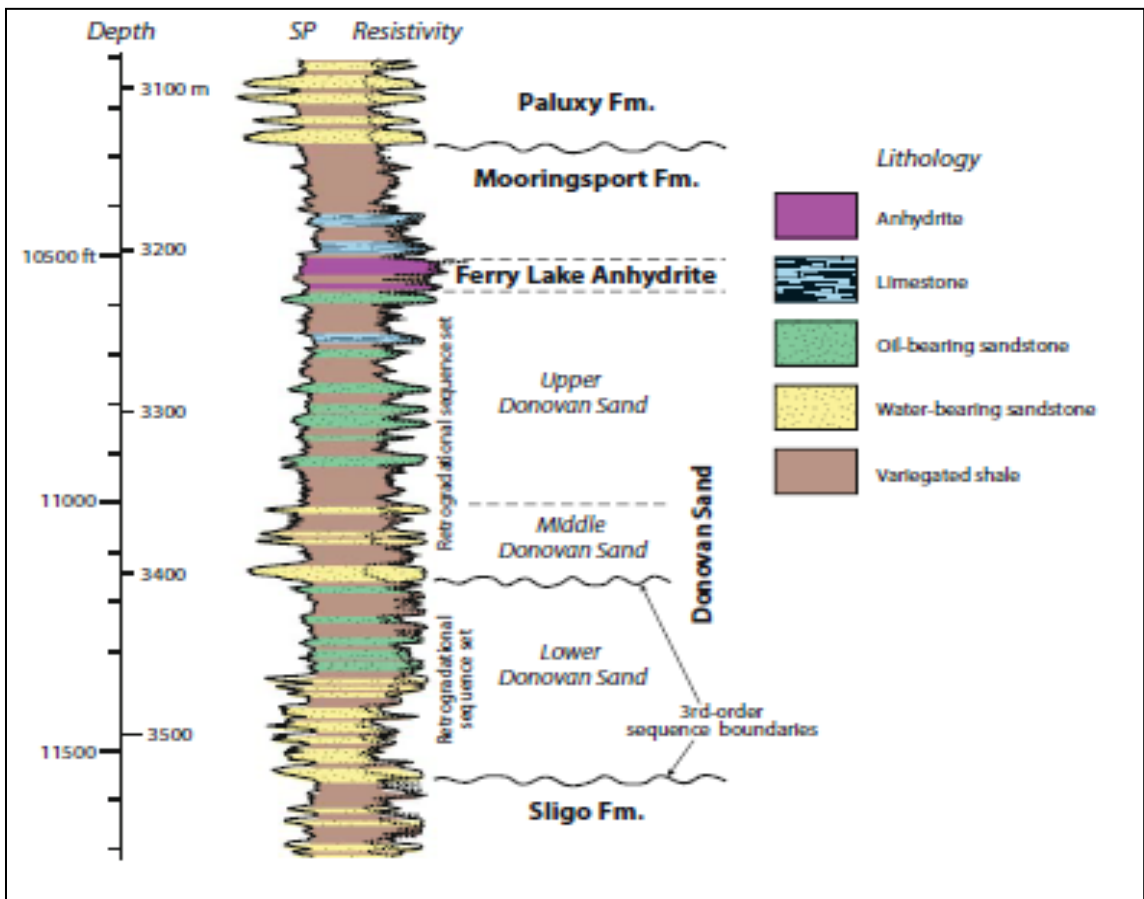 Depth SP Resistivity
3100 m
Paluxy Fm.
Lithology
Mooringsport Fm.
Anhydrite
10500 ft 3200
Ferry Lake Anhydrite
Limestone
Oil-bearing sandstone
Upper
Donovan Sand
3300
Water-bearing sandstone
Retrogradational sequence set
Variegated shale
11000
Middle
Donovan Sand
3400
Donovan Sand
Lower
Donovan Sand
Retrogradational
sequence set
3rd-order
sequence boundaries
3500
11500
Sligo Fm.